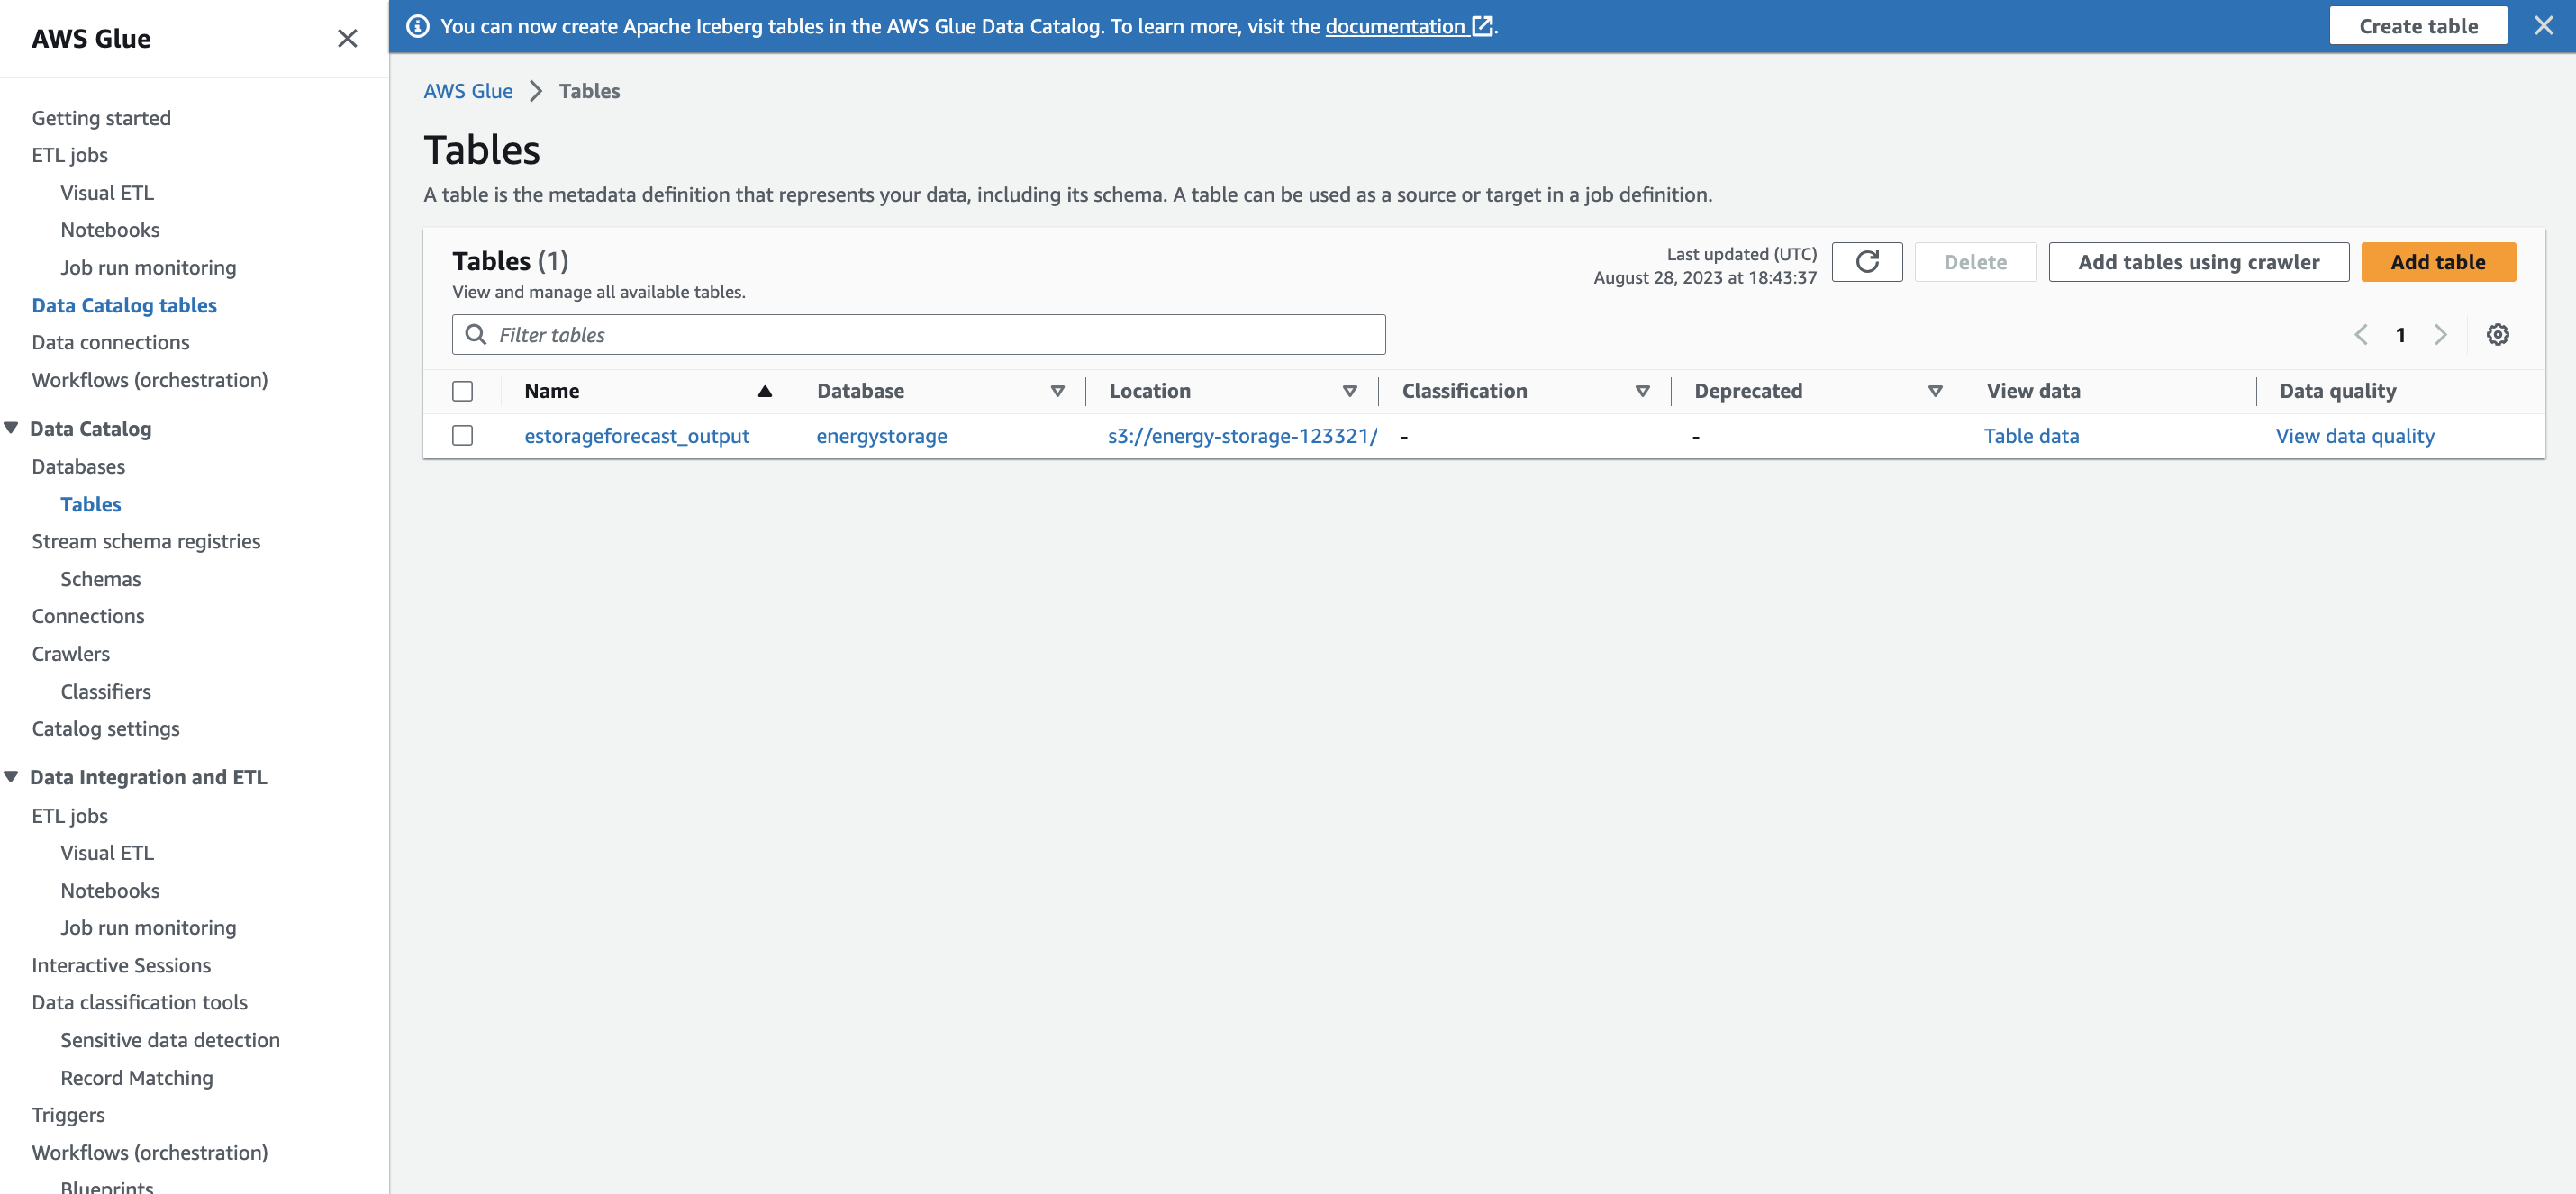 AWS Glue
Getting started
ETL jobs
Visual ETL
Notebooks
Job run monitoring
Data Catalog tables
Data connections
Workflows (orchestration)
Data Catalog
Databases
Tables
Stream schema registries
Schemas
Connections
Crawlers
Classifiers
Catalog settings
Data Integration and ETL
ETL jobs
Visual ETL
Notebooks
Job run monitoring
Interactive Sessions
Data classification tools
Sensitive data detection
Record Matching
Triggers
Workflows (orchestration)
Blueprints
You can now create Apache Iceberg tables in the AWS Glue Data Catalog. To learn more, visit the documentation. Create table
AWS Glue Tables
Tables
A table is the metadata definition that represents your data, including its schema. A table can be used as a source or target in a job definition.
Tables (1)
View and manage all available tables.
Last updated (UTC)
August 28, 2023 at 18:43:37
Delete Add tables using crawler Add table
Filter tables 1
Name Database Location Classification Deprecated View data Data quality
estorageforecast_output energystorage s3://energy-storage-123321/ - - Table data View data quality